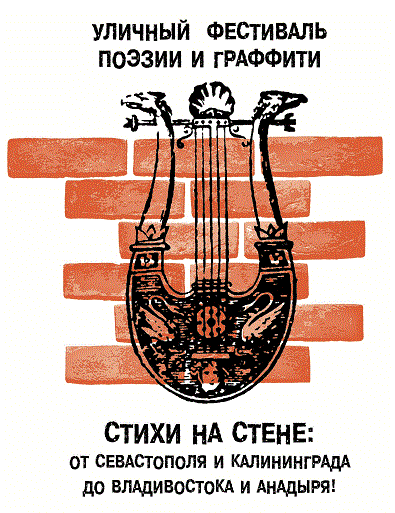 УЛИЧНЫЙ ФЕСТИВАЛЬ
ПОЭЗИИ И ГРАФФИТИ
СТИХИ НА СТЕНЕ:
ОТ СЕВАСТОПОЛЯ И КАЛИНИНГРАДА
ДО ВЛАДИВОСТОКА И АНАДЫРЯ!